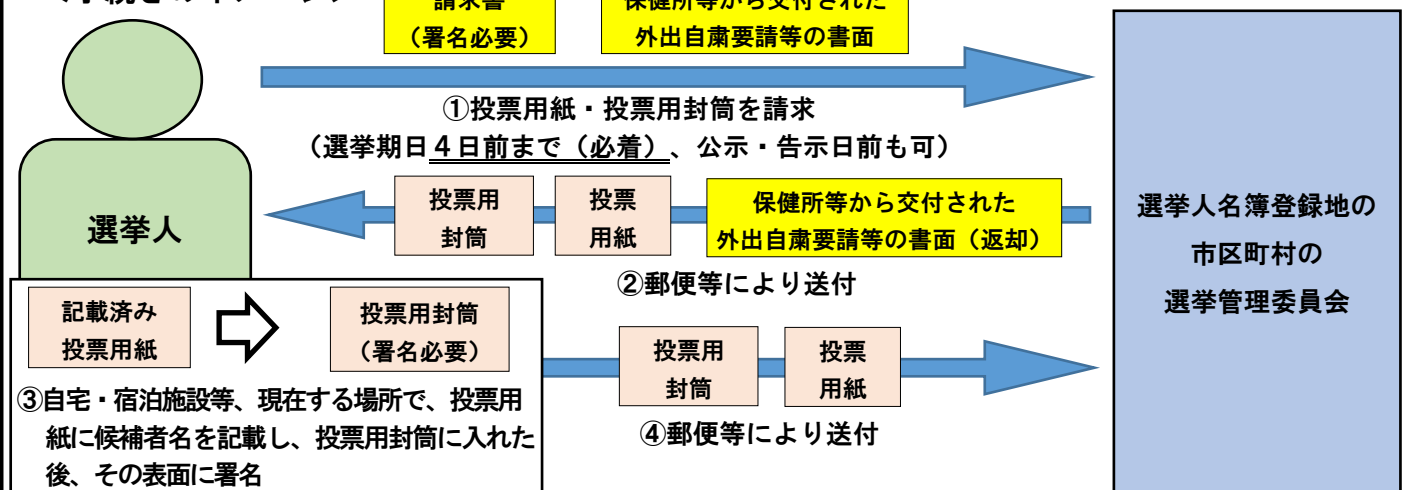 請求書
（署名必要）
保健所等から交付された
外出自粛要請等の書面
①投票用紙・投票用封筒を請求
（選挙期日４日前まで（必着）、公示・告示日前も可）
選挙人
投票用
封筒
投票
用紙
保健所等から交付された
外出自粛要請等の書面（返却）
②郵便等により送付
選挙人名簿登録地の
市区町村の
選挙管理委員会
記載済み
投票用紙
投票用封筒
（署名必要）
③自宅・宿泊施設等、現在する場所で、投票用
紙に候補者名を記載し、投票用封筒に入れた
後、その表面に署名
投票用
封筒
投票
用紙
④郵便等により送付